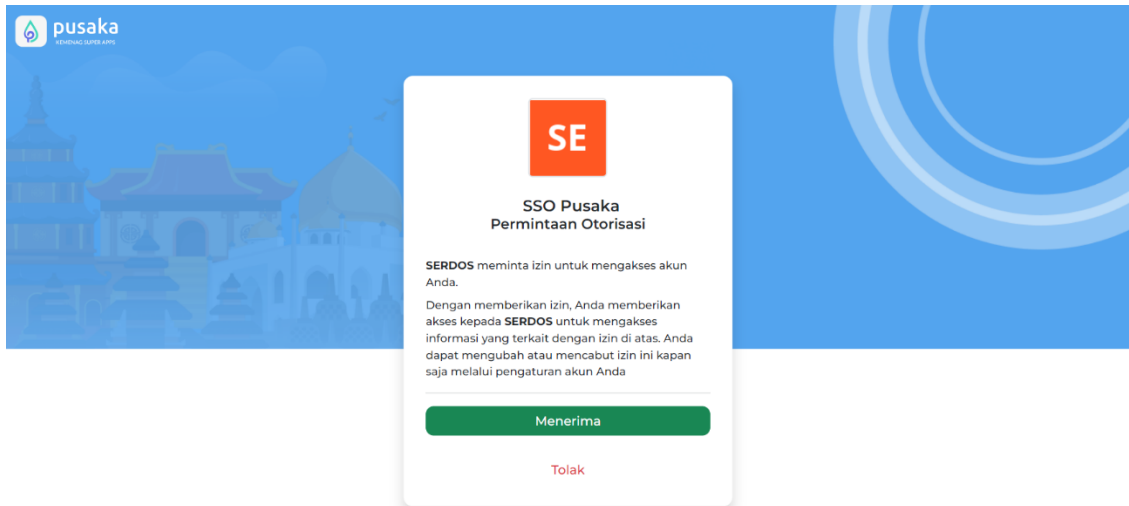 pusaka
KEMENAG SUPER APPS
SE
SSO Pusaka
Permintaan Otorisasi
SERDOS meminta izin untuk mengakses akun
Anda.
Dengan memberikan izin, Anda memberikan
akses kepada SERDOS untuk mengakses
informasi yang terkait dengan izin di atas. Anda
dapat mengubah atau mencabut izin ini kapan
saja melalui pengaturan akun Anda
Menerima
Tolak